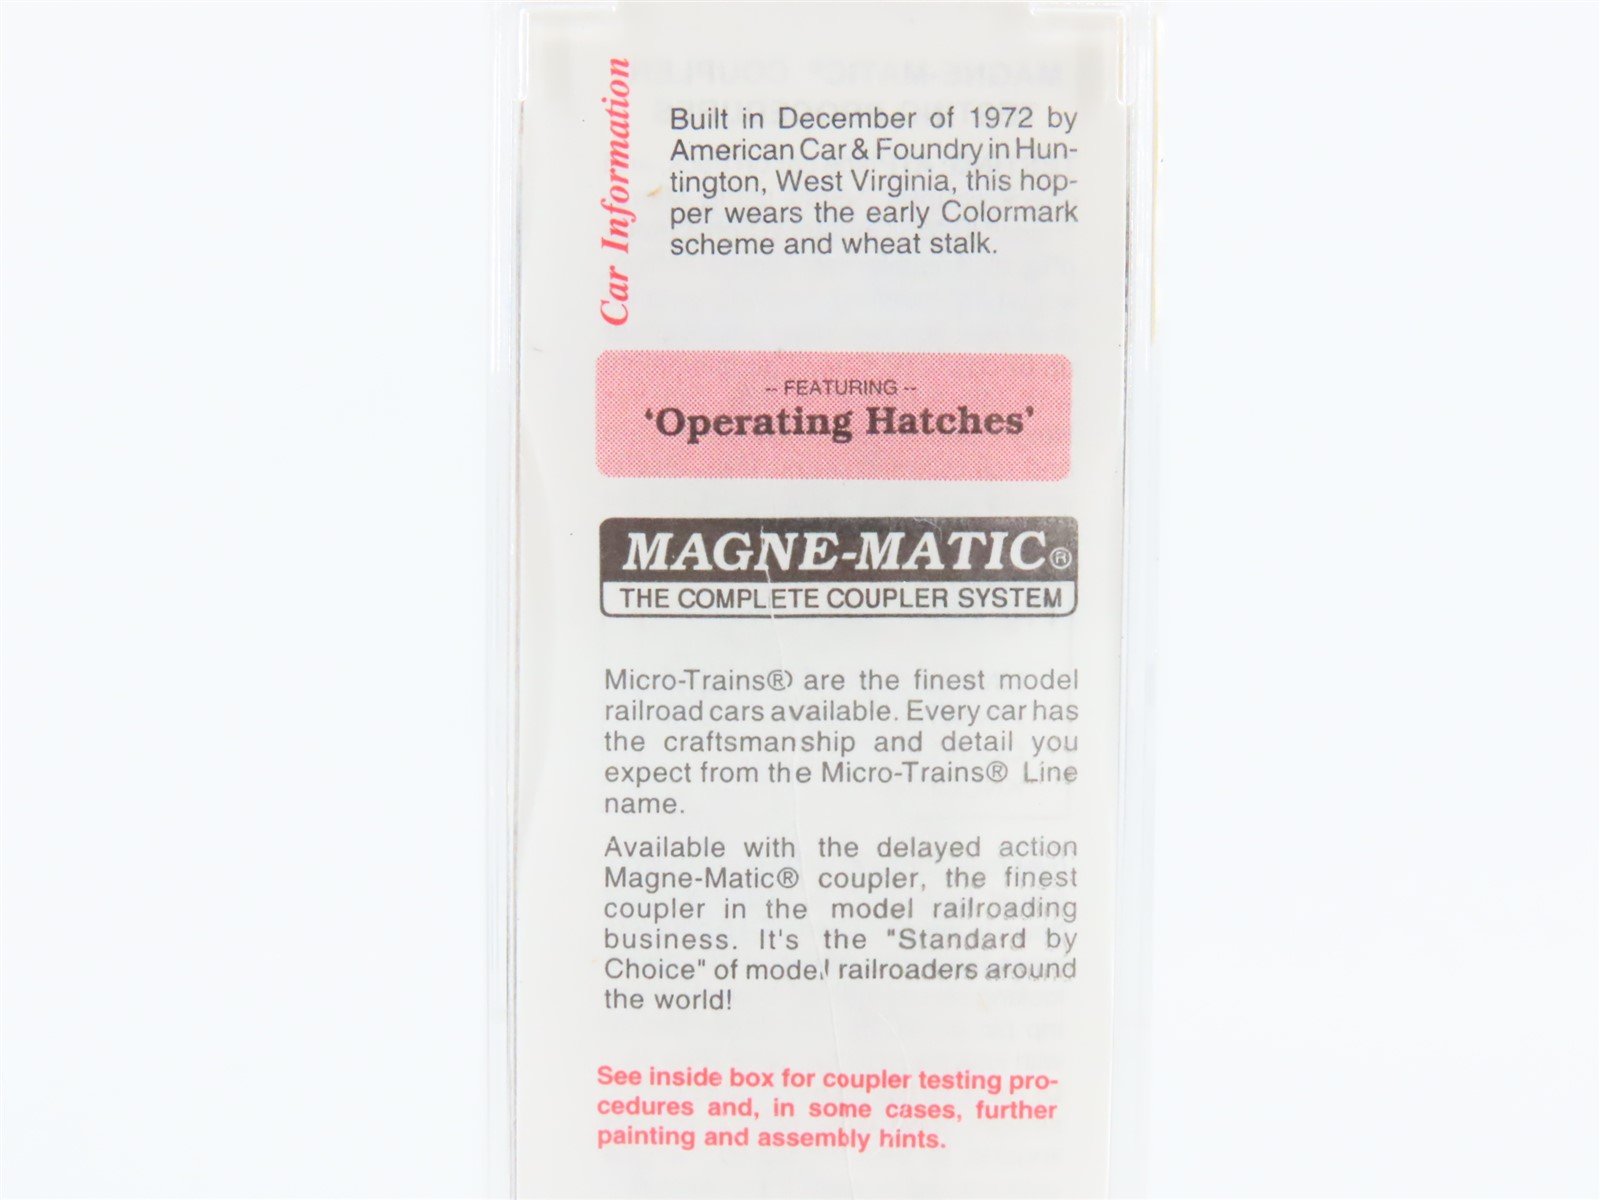 Car Information
Built in December of 1972 by
American Car & Foundry in Hun-
tington, West Virginia, this hop-
per wears the early Colormark
scheme and wheat stalk.
-- FEATURING --
'Operating Hatches'
MAGNE-MATIC®
THE COMPLETE COUPLER SYSTEM
Micro-Trains® are the finest model
railroad cars available. Every car has
the craftsmanship and detail you
expect from the Micro-Trains® Line
name.
Available with the delayed action
Magne-Matic® coupler, the finest
coupler in the model railroading
business. It's the "Standard by
Choice" of model railroaders around
the world!
See inside box for coupler testing pro-
cedures and, in some cases, further
painting and assembly hints.